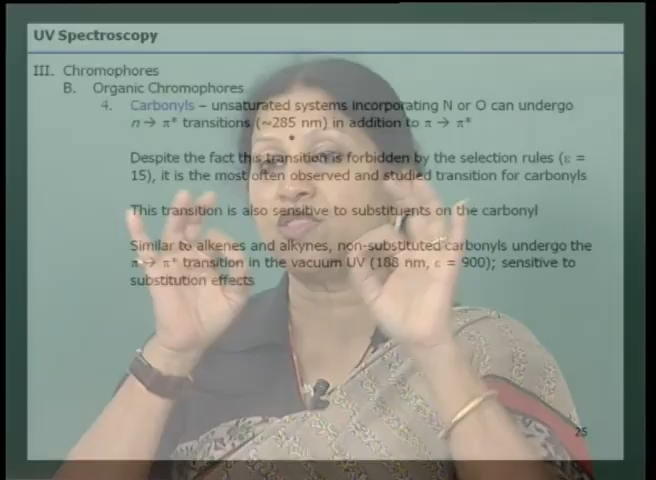 UV Spectroscopy
III. Chromophores
B. Organic Chromophores
4. Carbonyls – unsaturated systems incorporating N or O can undergo
n → π* transitions (~285 nm) in addition to π → π*
Despite the fact this transition is forbidden by the selection rules (ε =
15), it is the most often observed and studied transition for carbonyls
This transition is also sensitive to substituents on the carbonyl
Similar to alkenes and alkynes, non-substituted carbonyls undergo the
π → π* transition in the vacuum UV (188 nm, ε = 900); sensitive to
substitution effects
25